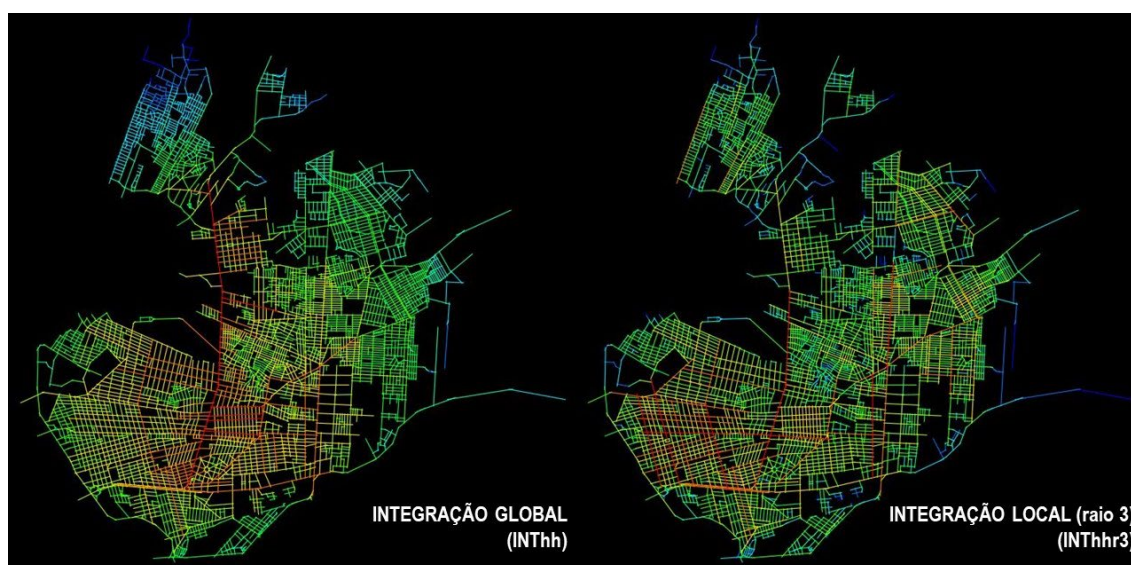 INTEGRAÇÃO GLOBAL
(INThh)
INTEGRAÇÃO LOCAL (raio 3)
(INThhr3)